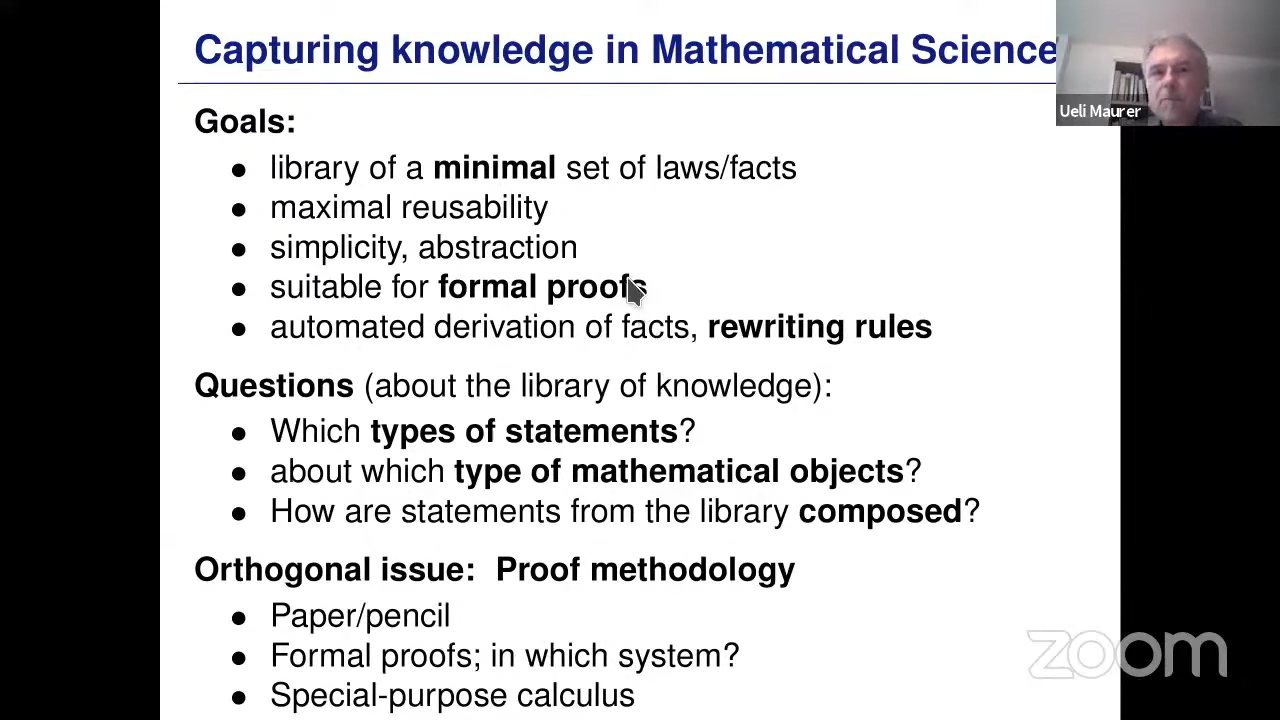 Capturing knowledge in Mathematical Science
Ueli Maurer
Goals:
● library of a minimal set of laws/facts
● maximal reusability
● simplicity, abstraction
● suitable for formal proofs
● automated derivation of facts, rewriting rules
Questions (about the library of knowledge):
● Which types of statements?
● about which type of mathematical objects?
● How are statements from the library composed?
Orthogonal issue: Proof methodology
● Paper/pencil
● Formal proofs; in which system?
● Special-purpose calculus
zoom